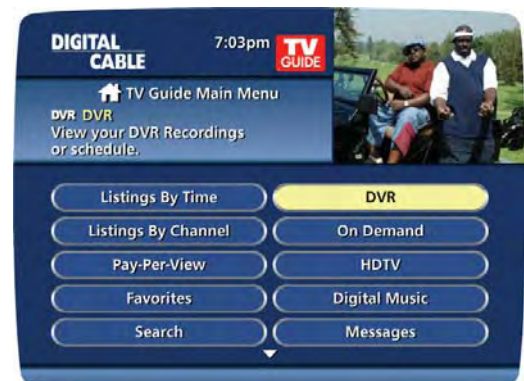 DIGITAL
CABLE
7:03pm
TV
GUIDE
TV Guide Main Menu
DVR DVR
View your DVR Recordings
or schedule.
Listings By Time
DVR
Listings By Channel
On Demand
Pay-Per-View
HDTV
Favorites
Digital Music
Search
Messages